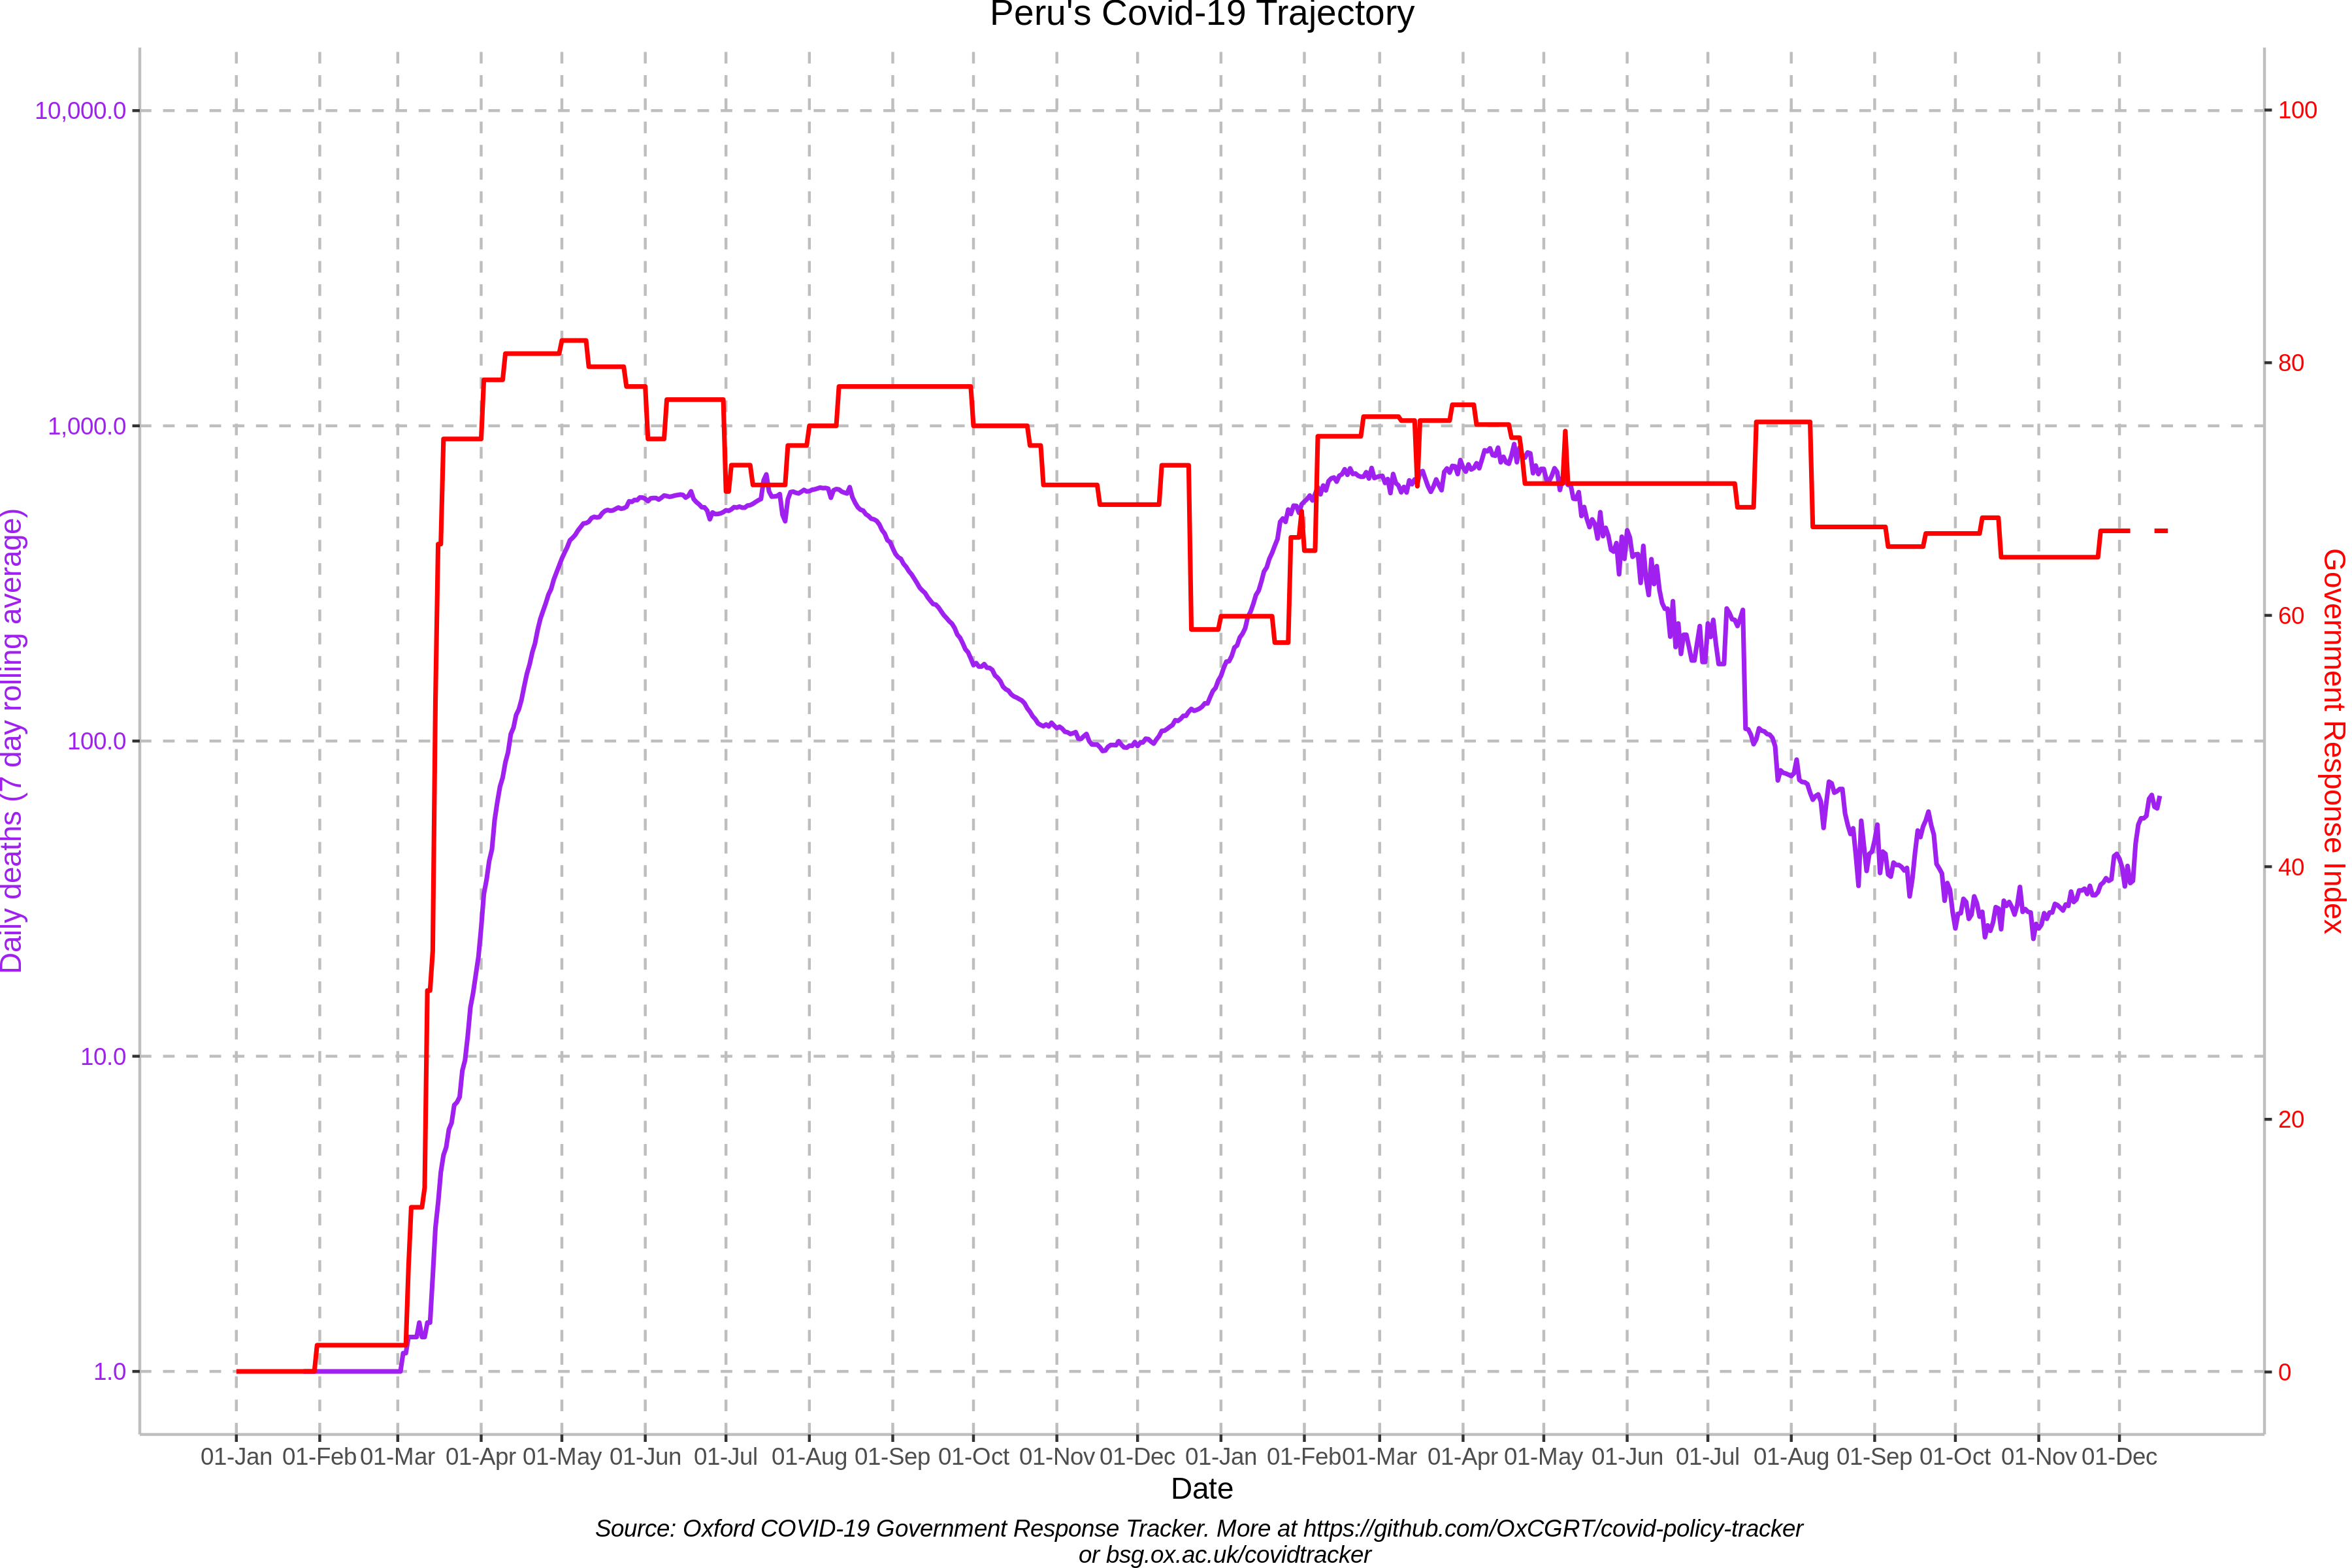 Peru's Covid-19 Trajectory
10,000.0
1,000.0
100.0
10.0
1.0
Daily deaths (7 day rolling average)
100
80
60
40
20
0
Government Response Index
01-Jan 01-Feb 01-Mar 01-Apr 01-May 01-Jun 01-Jul 01-Aug 01-Sep 01-Oct 01-Nov 01-Dec 01-Jan 01-Feb 01-Mar 01-Apr 01-May 01-Jun 01-Jul 01-Aug 01-Sep 01-Oct 01-Nov 01-Dec
Date
Source: Oxford COVID-19 Government Response Tracker. More at https://github.com/OxCGRT/covid-policy-tracker
or bsg.ox.ac.uk/covidtracker